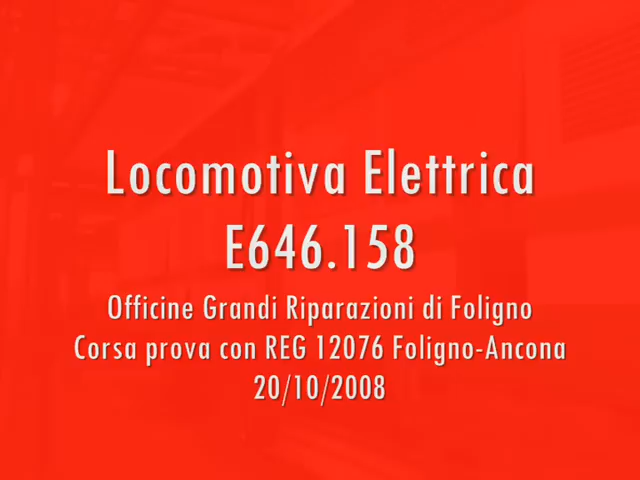 Locomotiva Elettrica
E646.158
Officine Grandi Riparazioni di Foligno
Corsa prova con REG 12076 Foligno-Ancona
20/10/2008